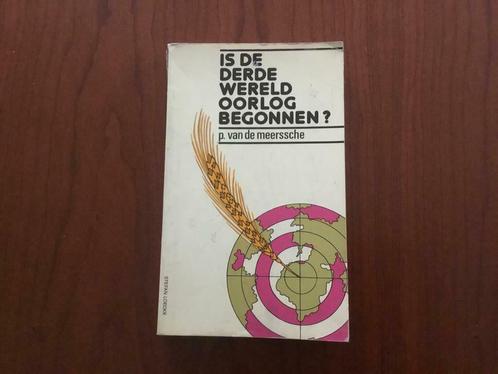 IS DE
DERDE
WERELD
OORLOG
BEGONNEN?
p. van de meerssche